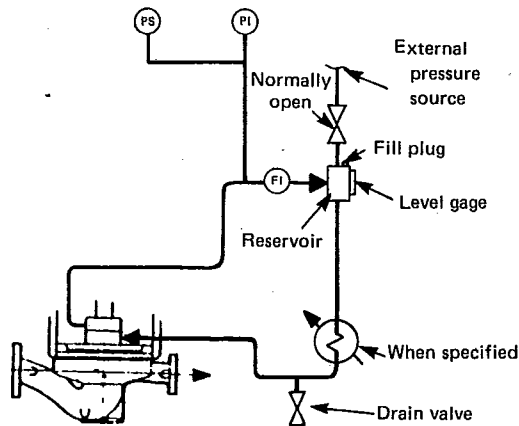 PS
PI
External
pressure
source
Normally
open
Fill plug
FI
Level gage
Reservoir
When specified
Drain valve